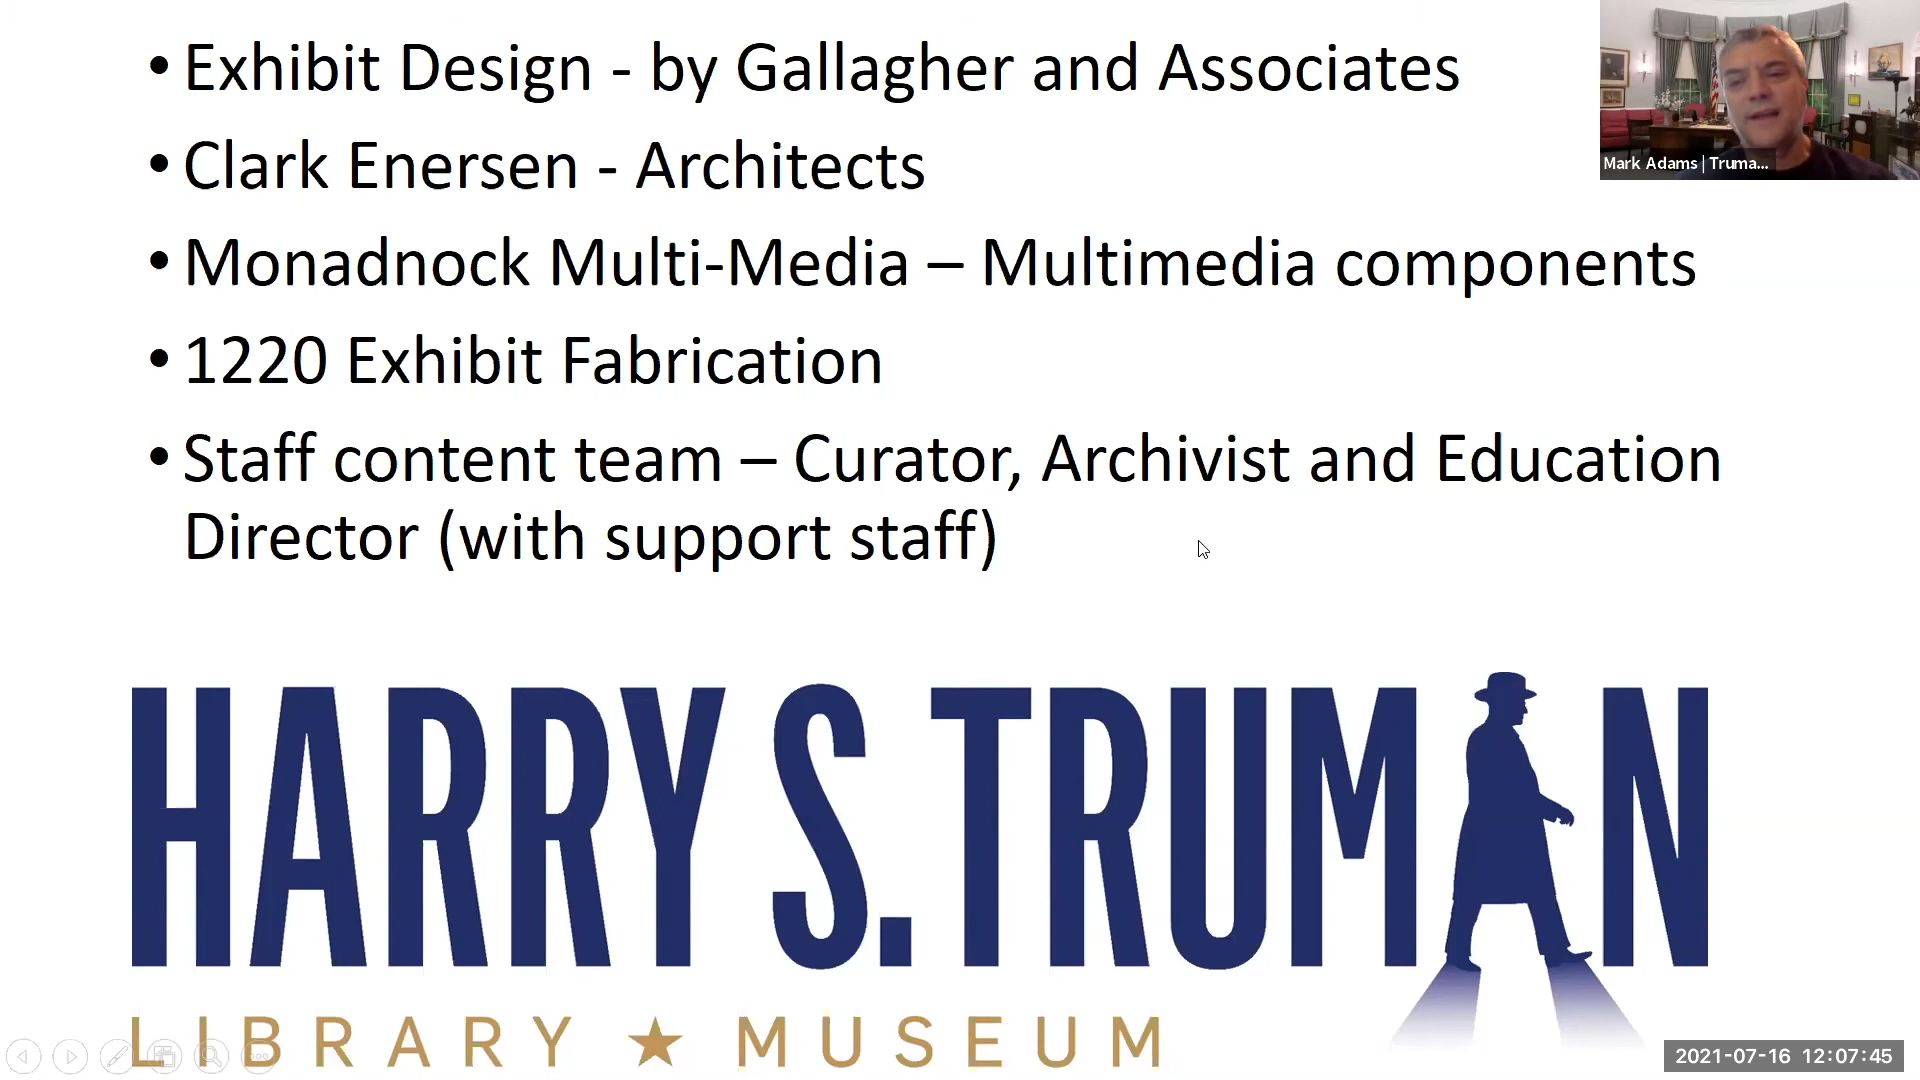 • Exhibit Design - by Gallagher and Associates
• Clark Enersen - Architects
• Monadnock Multi-Media – Multimedia components
• 1220 Exhibit Fabrication
• Staff content team – Curator, Archivist and Education
Director (with support staff)
Mark Adams | Truma...
HARRY S. TRUMAN
LIBRARY ★ MUSEUM
2021-07-16 12:07:45